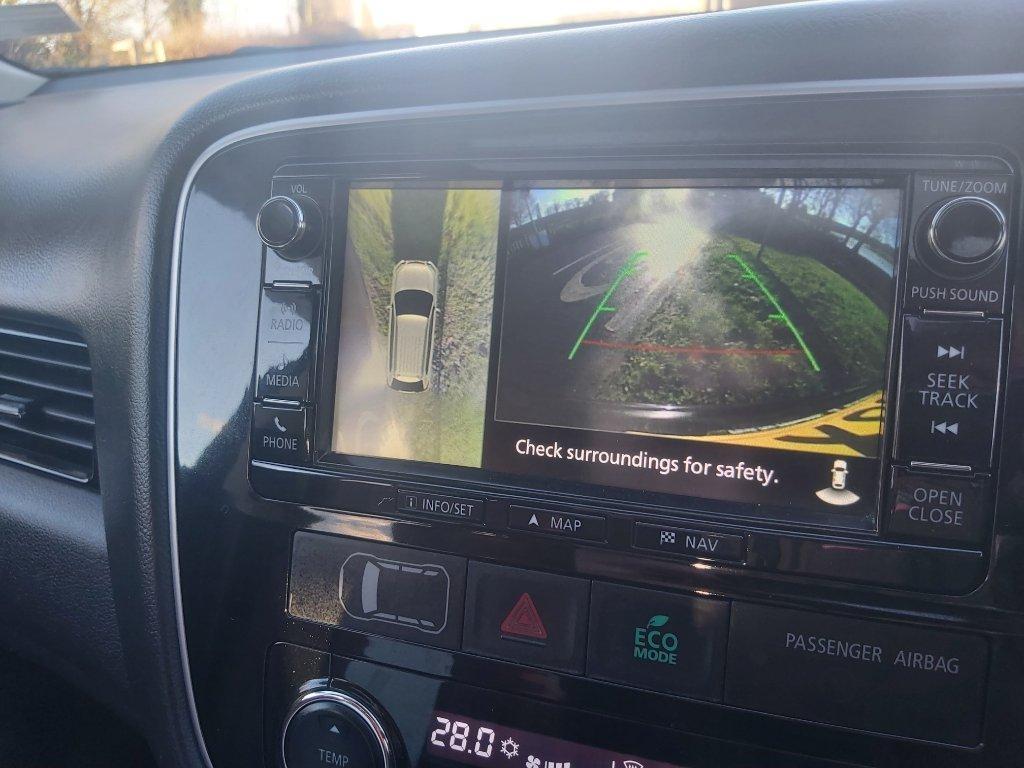 VOL
RADIO
MEDIA
PHONE
TUNE/ZOOM
PUSH SOUND
SEEK
TRACK
OPEN
CLOSE
Check surroundings for safety.
i INFO/SET
MAP
NAV
ECO
MODE
PASSENGER AIRBAG
TEMP
28.0